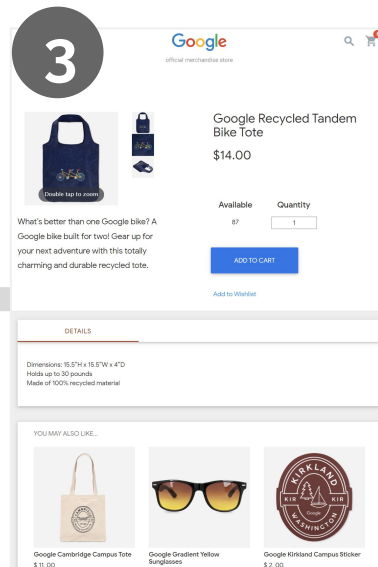 3
Google
official merchandise store
Google Recycled Tandem
Bike Tote
$14.00
Double tap to zoom
Available Quantity
87 1
What's better than one Google bike? A
Google bike built for two! Gear up for
your next adventure with this totally
charming and durable recycled tote.
ADD TO CART
Add to Wishlist
DETAILS
Dimensions: 15.5"H x 15.5"W x 4"D
Holds up to 30 pounds
Made of 100% recycled material
YOU MAY ALSO LIKE...
KIRKLAND
KIR KIR
Google
WASHINGTON
Google Cambridge Campus Tote
$ 11. 00
Google Gradient Yellow
Sunglasses
Google Kirkland Campus Sticker
$ 2. 00